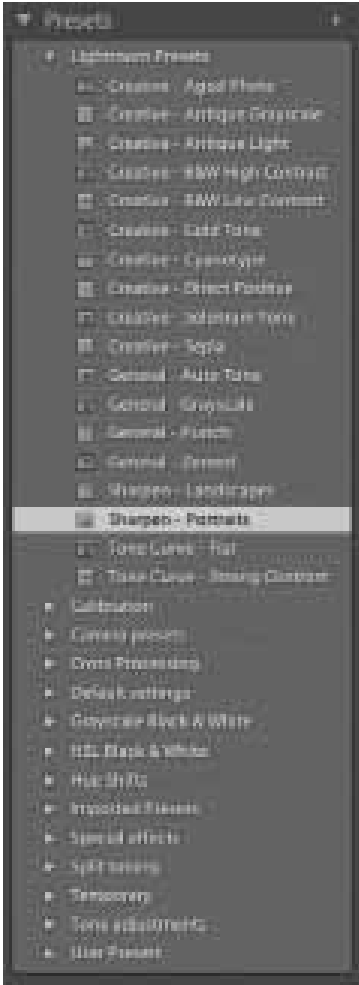 Presets
Lightroom Presets
Creative - Aged Photo
Creative - Antique Grayscale
Creative - Antique Light
Creative - B&W High Contrast
Creative - B&W Low Contrast
Creative - Cold Tone
Creative - Cyanotype
Creative - Direct Positive
Creative - Selenium Tone
Creative - Sepia
General - Auto Tone
General - Grayscale
General - Punch
General - Zeroed
Sharpen - Landscapes
Sharpen - Portraits
Tone Curve - Flat
Tone Curve - Strong Contrast
Calibration
Camera presets
Cross Processing
Default settings
Grayscale Black & White
HSL Black & White
Hue Shifts
Imported Presets
Special effects
Split toning
Temporary
Tone adjustments
User Presets